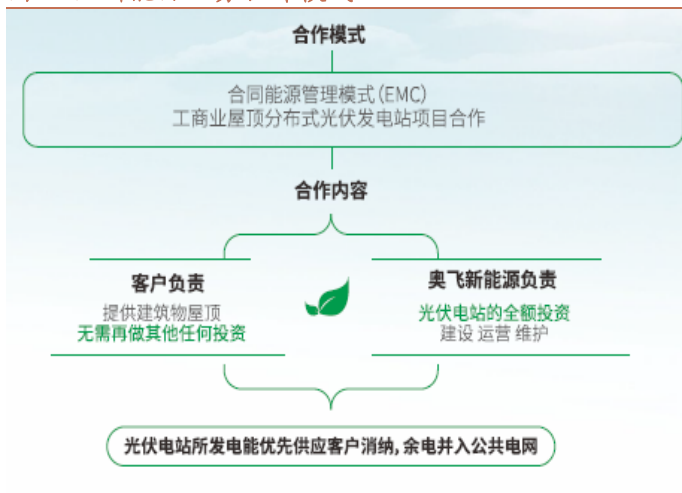 合作模式
合同能源管理模式(EMC)
工商业屋顶分布式光伏发电站项目合作
合作内容
客户负责
提供建筑物屋顶
无需再做其他任何投资
奥飞新能源负责
光伏电站的全额投资
建设 运营 维护
光伏电站所发电能优先供应客户消纳,余电并入公共电网